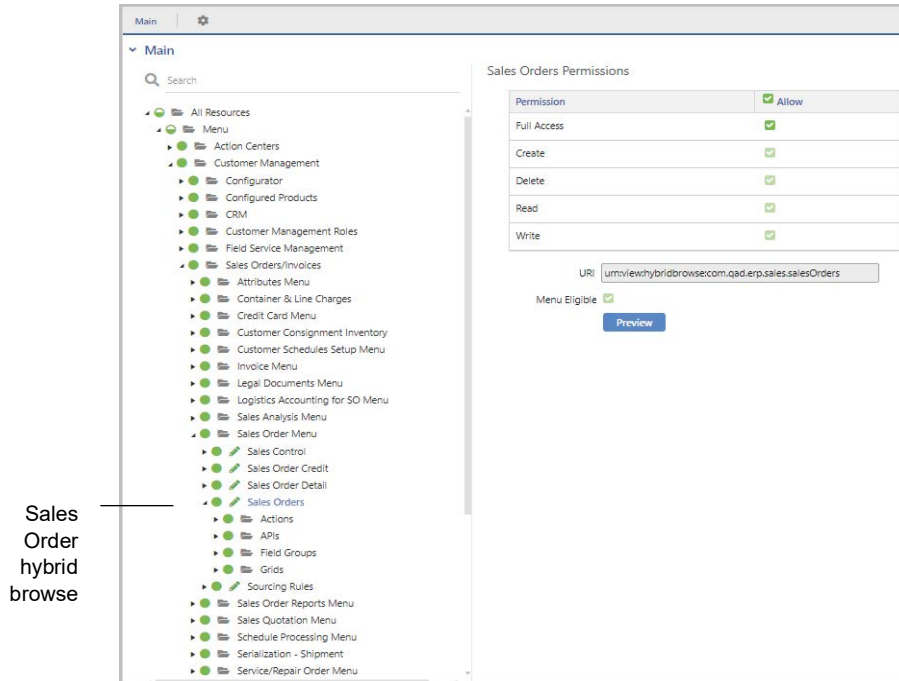 Main
Main
Search
All Resources
Menu
Action Centers
Customer Management
Configurator
Configured Products
CRM
Customer Management Roles
Field Service Management
Sales Orders/Invoices
Attributes Menu
Container & Line Charges
Credit Card Menu
Customer Consignment Inventory
Customer Schedules Setup Menu
Invoice Menu
Legal Documents Menu
Logistics Accounting for SO Menu
Sales Analysis Menu
Sales Order Menu
Sales Control
Sales Order Credit
Sales Order Detail
Sales Orders
Actions
APIs
Field Groups
Grids
Sourcing Rules
Sales Order Reports Menu
Sales Quotation Menu
Schedule Processing Menu
Serialization - Shipment
Service/Repair Order Menu
Sales Orders Permissions
Permission Allow
Full Access
Create
Delete
Read
Write
URI urn:view:hybridbrowse:com.qad.erp.sales.salesOrders
Menu Eligible
Preview
Sales
Order
hybrid
browse